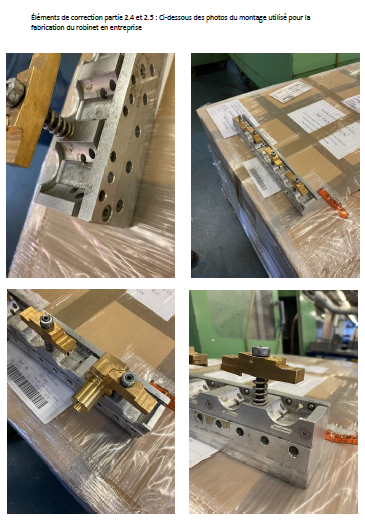 Éléments de correction partie 2.4 et 2.5 : Ci-dessous des photos du montage utilisé pour la
fabrication du robinet en entreprise